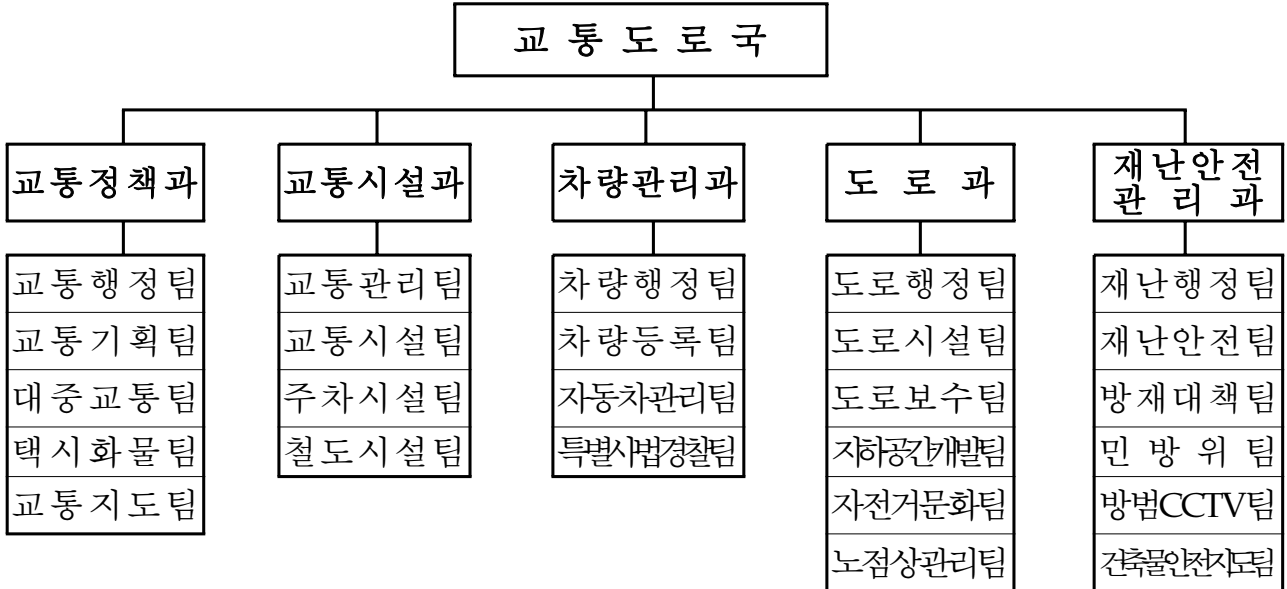 교통도로국
교통정책과
교통행정팀
교통기획팀
대중교통팀
택시화물팀
교통지도팀
교통시설과
교통관리팀
교통시설팀
주차시설팀
철도시설팀
차량관리과
차량행정팀
차량등록팀
자동차관리팀
특별사법경찰팀
도로과
도로행정팀
도로시설팀
도로보수팀
지하공간개발팀
자전거문화팀
노점상관리팀
재난안전
관리과
재난행정팀
재난안전팀
방재대책팀
민방위팀
방범CCTV팀
건축물안전지도팀